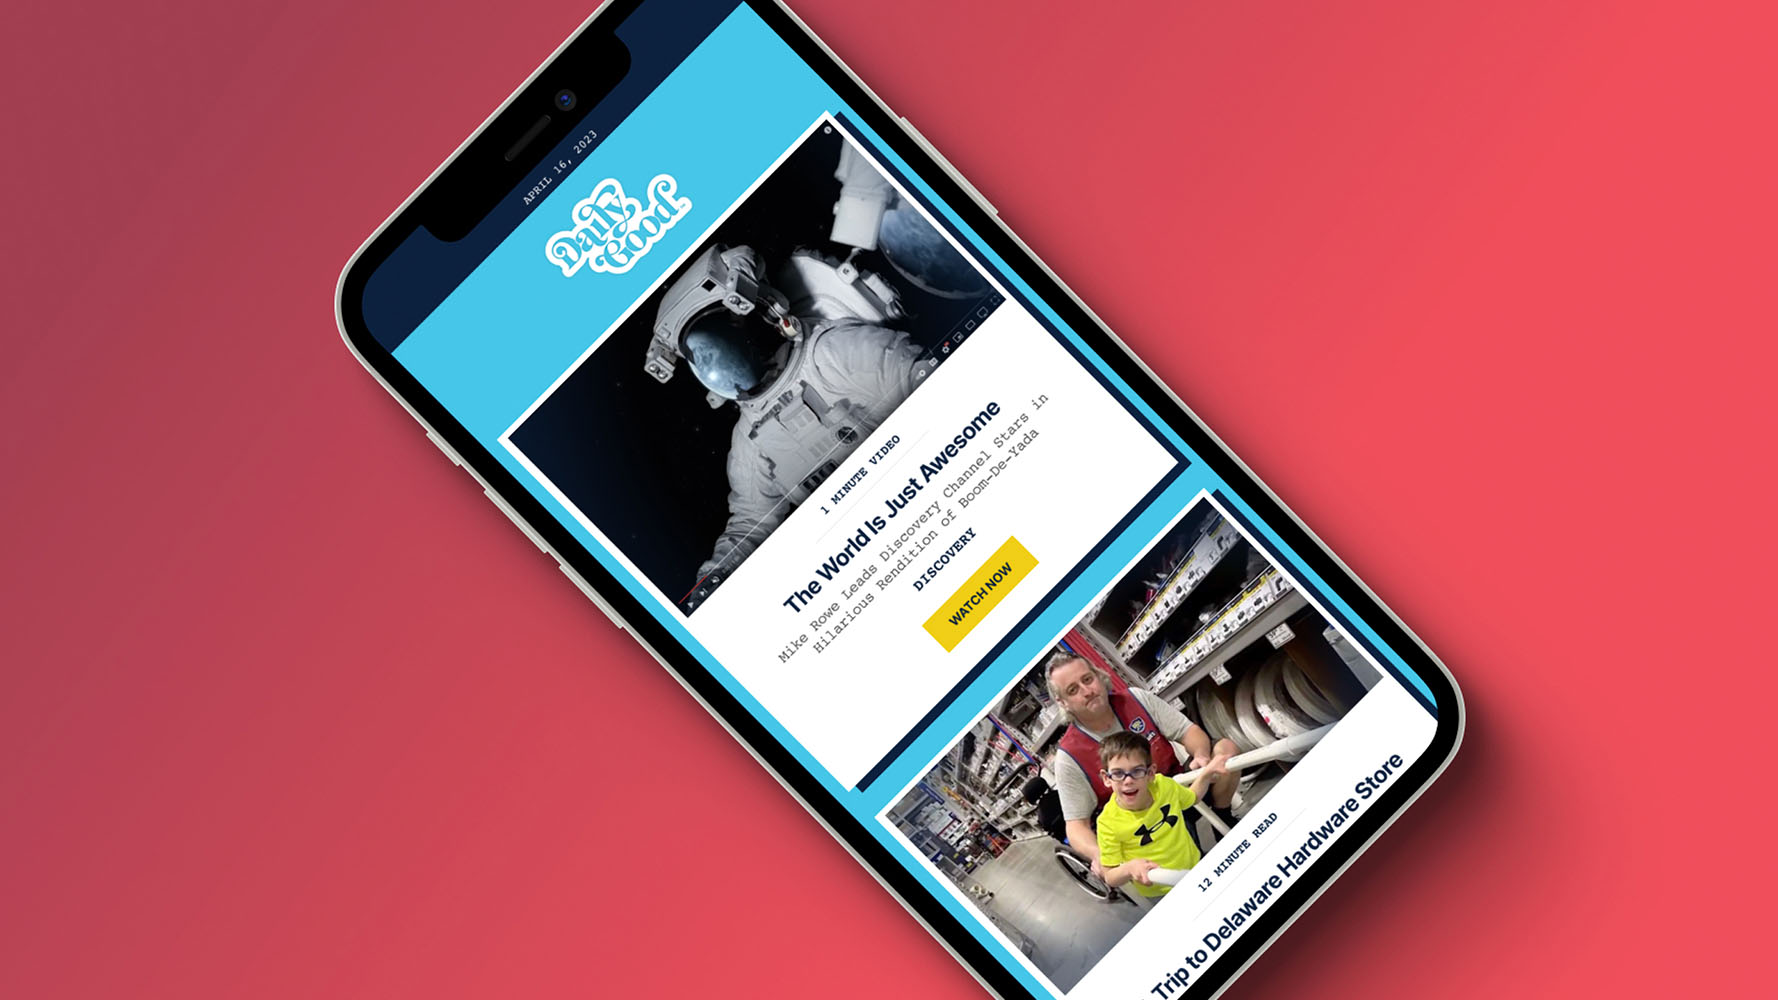 APRIL 16, 2023
Daily
Good
1 MINUTE VIDEO
The World Is Just Awesome
Mike Rowe Leads Discovery Channel Stars in
Hilarious Rendition of Boom-De-Yada
DISCOVERY
WATCH NOW
12 MINUTE READ
Trip to Delaware Hardware Store